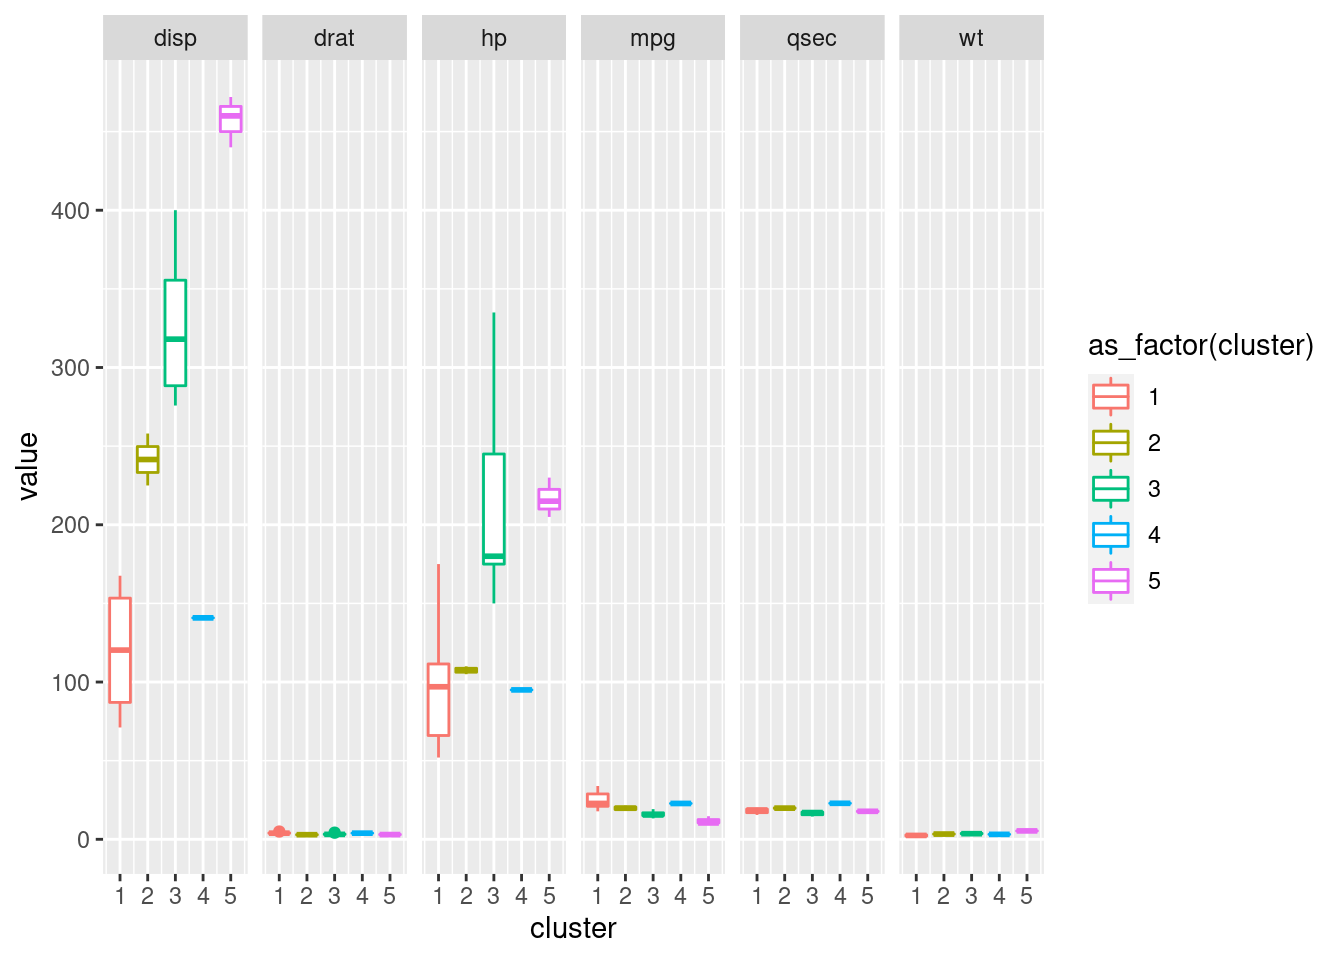 disp drat hp mpg qsec wt
400
300
200
100
0
value
1 2 3 4 5 1 2 3 4 5 1 2 3 4 5 1 2 3 4 5 1 2 3 4 5 1 2 3 4 5
cluster
as_factor(cluster)
1
2
3
4
5